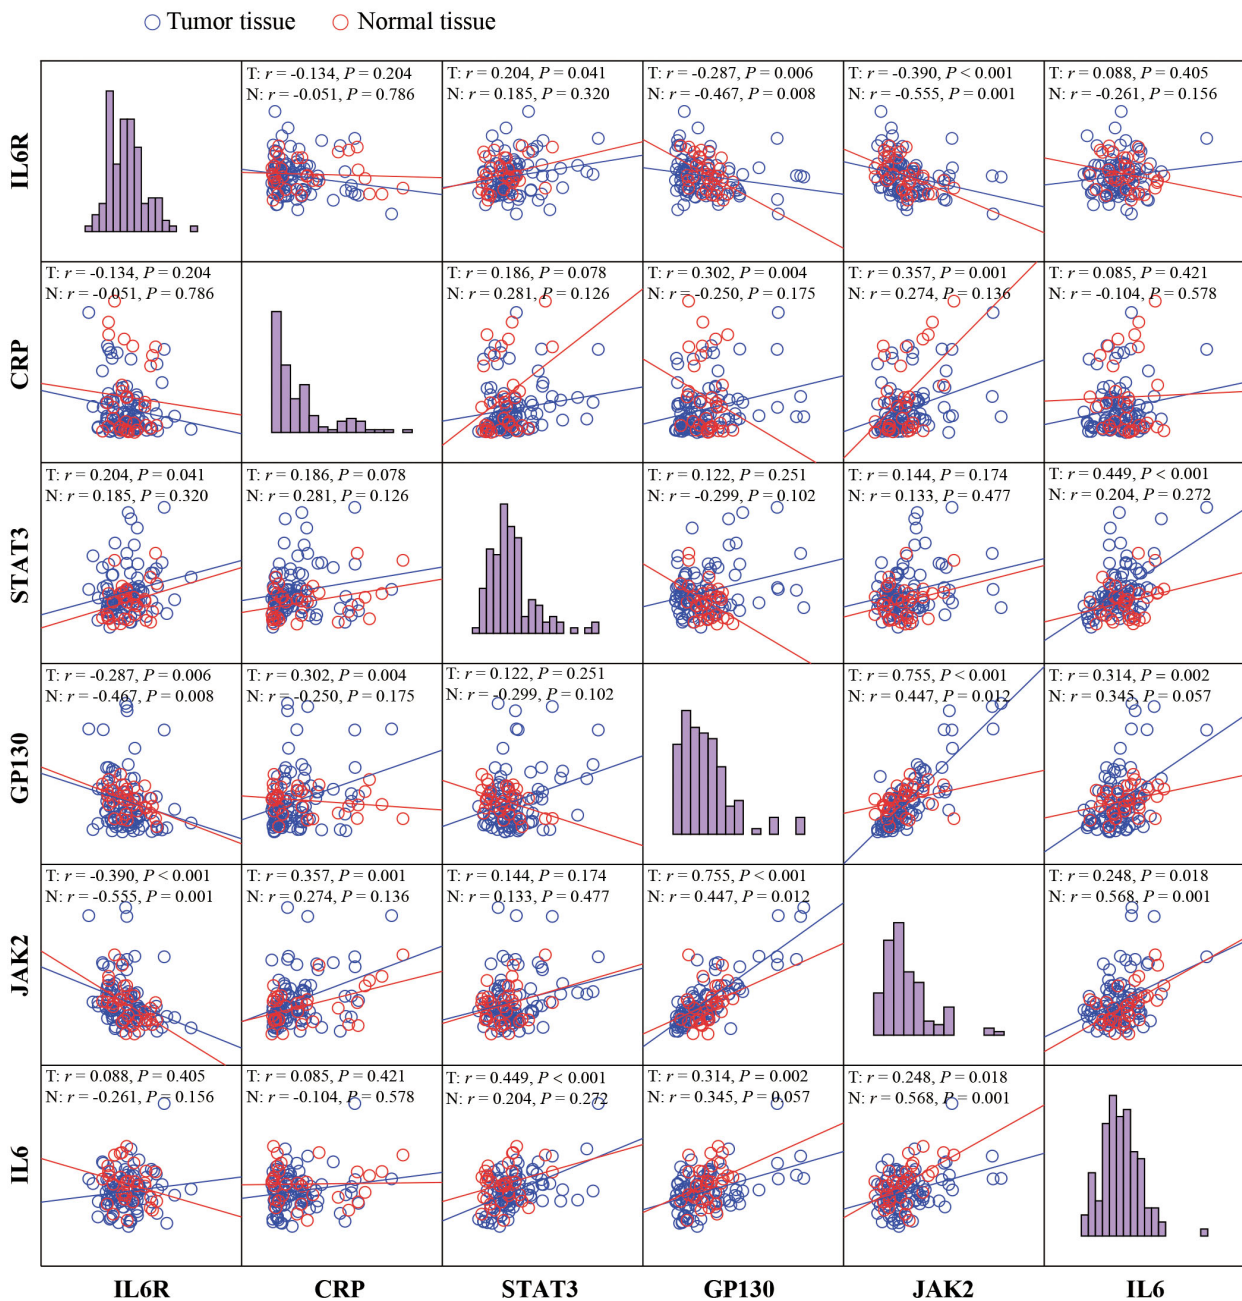 Tumor tissue Normal tissue
IL6R
T: r = -0.134, P = 0.204
N: r = -0.051, P = 0.786
T: r = 0.204, P = 0.041
N: r = 0.185, P = 0.320
T: r = -0.287, P = 0.006
N: r = -0.467, P = 0.008
T: r = -0.390, P < 0.001
N: r = -0.555, P = 0.001
T: r = 0.088, P = 0.405
N: r = -0.261, P = 0.156
CRP
T: r = -0.134, P = 0.204
N: r = -0.051, P = 0.786
T: r = 0.186, P = 0.078
N: r = 0.281, P = 0.126
T: r = 0.302, P = 0.004
N: r = -0.250, P = 0.175
T: r = 0.357, P = 0.001
N: r = 0.274, P = 0.136
T: r = 0.085, P = 0.421
N: r = -0.104, P = 0.578
STAT3
T: r = 0.204, P = 0.041
N: r = 0.185, P = 0.320
T: r = 0.186, P = 0.078
N: r = 0.281, P = 0.126
T: r = 0.122, P = 0.251
N: r = -0.299, P = 0.102
T: r = 0.144, P = 0.174
N: r = 0.133, P = 0.477
T: r = 0.449, P < 0.001
N: r = 0.204, P = 0.272
GP130
T: r = -0.287, P = 0.006
N: r = -0.467, P = 0.008
T: r = 0.302, P = 0.004
N: r = -0.250, P = 0.175
T: r = 0.122, P = 0.251
N: r = -0.299, P = 0.102
T: r = 0.755, P < 0.001
N: r = 0.447, P = 0.012
T: r = 0.314, P = 0.002
N: r = 0.345, P = 0.057
JAK2
T: r = -0.390, P < 0.001
N: r = -0.555, P = 0.001
T: r = 0.357, P = 0.001
N: r = 0.274, P = 0.136
T: r = 0.144, P = 0.174
N: r = 0.133, P = 0.477
T: r = 0.755, P < 0.001
N: r = 0.447, P = 0.012
T: r = 0.248, P = 0.018
N: r = 0.568, P = 0.001
IL6
T: r = 0.088, P = 0.405
N: r = -0.261, P = 0.156
T: r = 0.085, P = 0.421
N: r = -0.104, P = 0.578
T: r = 0.449, P < 0.001
N: r = 0.204, P = 0.272
T: r = 0.314, P = 0.002
N: r = 0.345, P = 0.057
T: r = 0.248, P = 0.018
N: r = 0.568, P = 0.001
IL6R CRP STAT3 GP130 JAK2 IL6